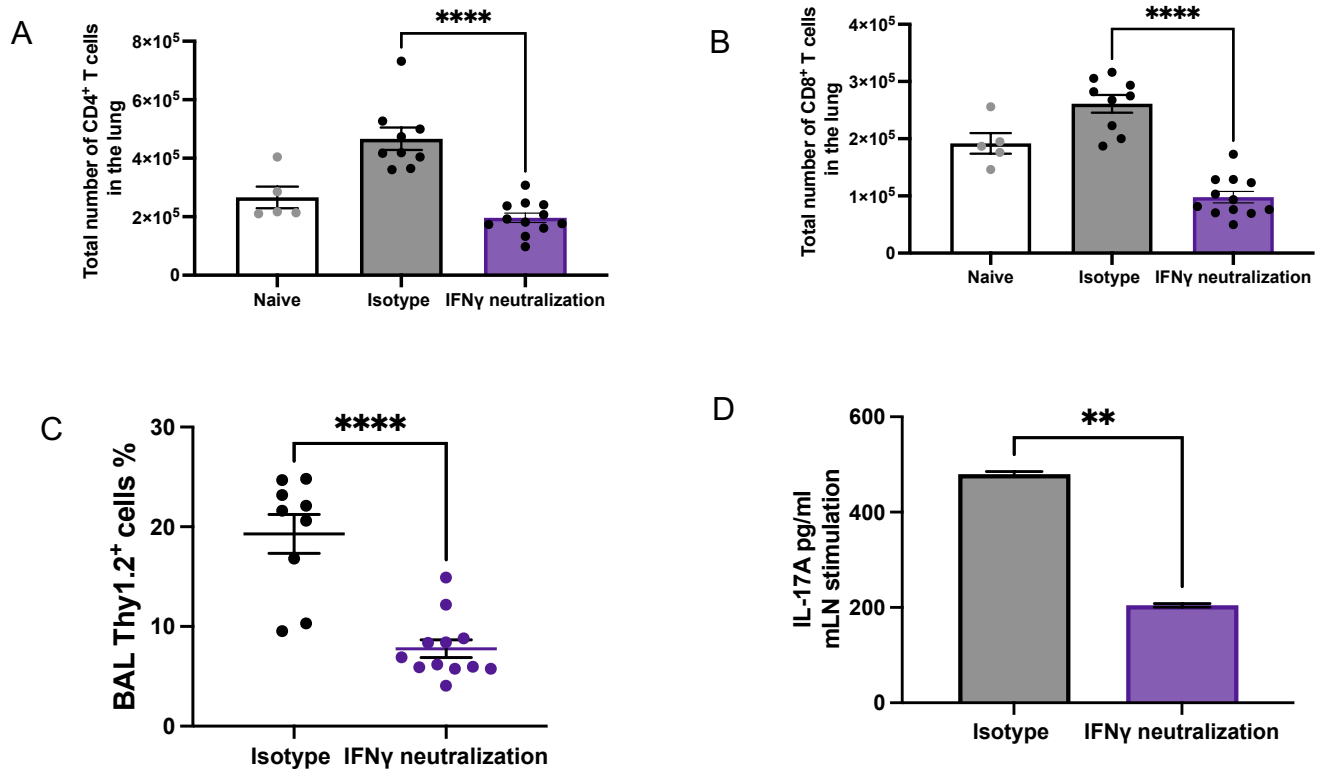 A
Total number of CD4⁺ T cells
in the lung
8×10⁵
6×10⁵
4×10⁵
2×10⁵
0
****
Naive
Isotype
IFNγ neutralization
B
Total number of CD8⁺ T cells
in the lung
4×10⁵
3×10⁵
2×10⁵
1×10⁵
0
****
Naive
Isotype
IFNγ neutralization
C
BAL Thy1.2⁺ cells %
30
20
10
0
****
Isotype
IFNγ neutralization
D
IL-17A pg/ml
mLN stimulation
600
400
200
0
**
Isotype
IFNγ neutralization